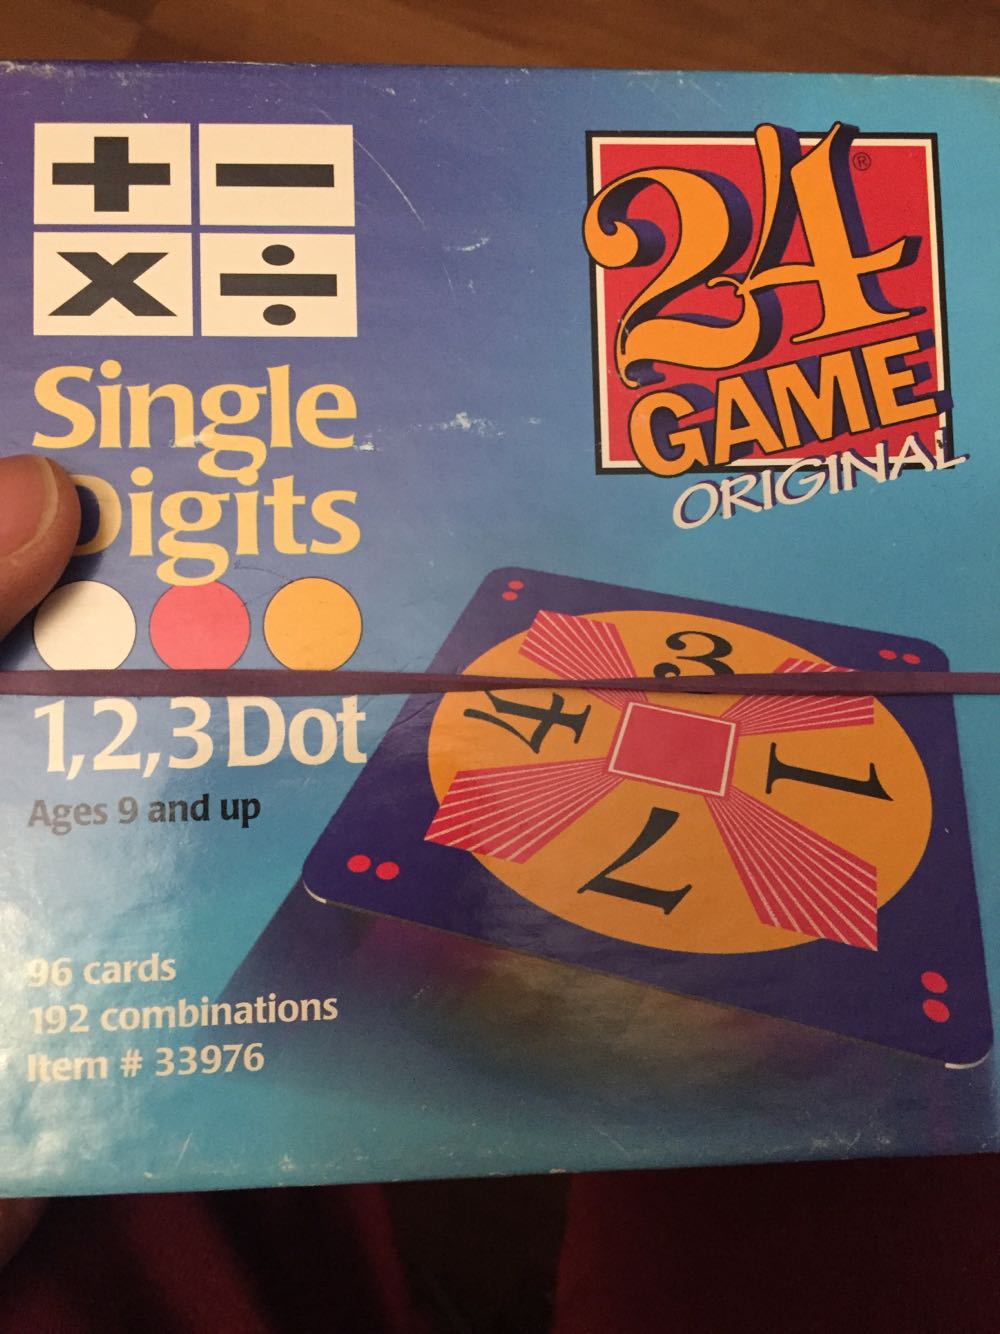 + −
× ÷
Single
Digits
1,2,3 Dot
Ages 9 and up
96 cards
192 combinations
Item # 33976
24®
GAME
ORIGINAL
3
4
1
7